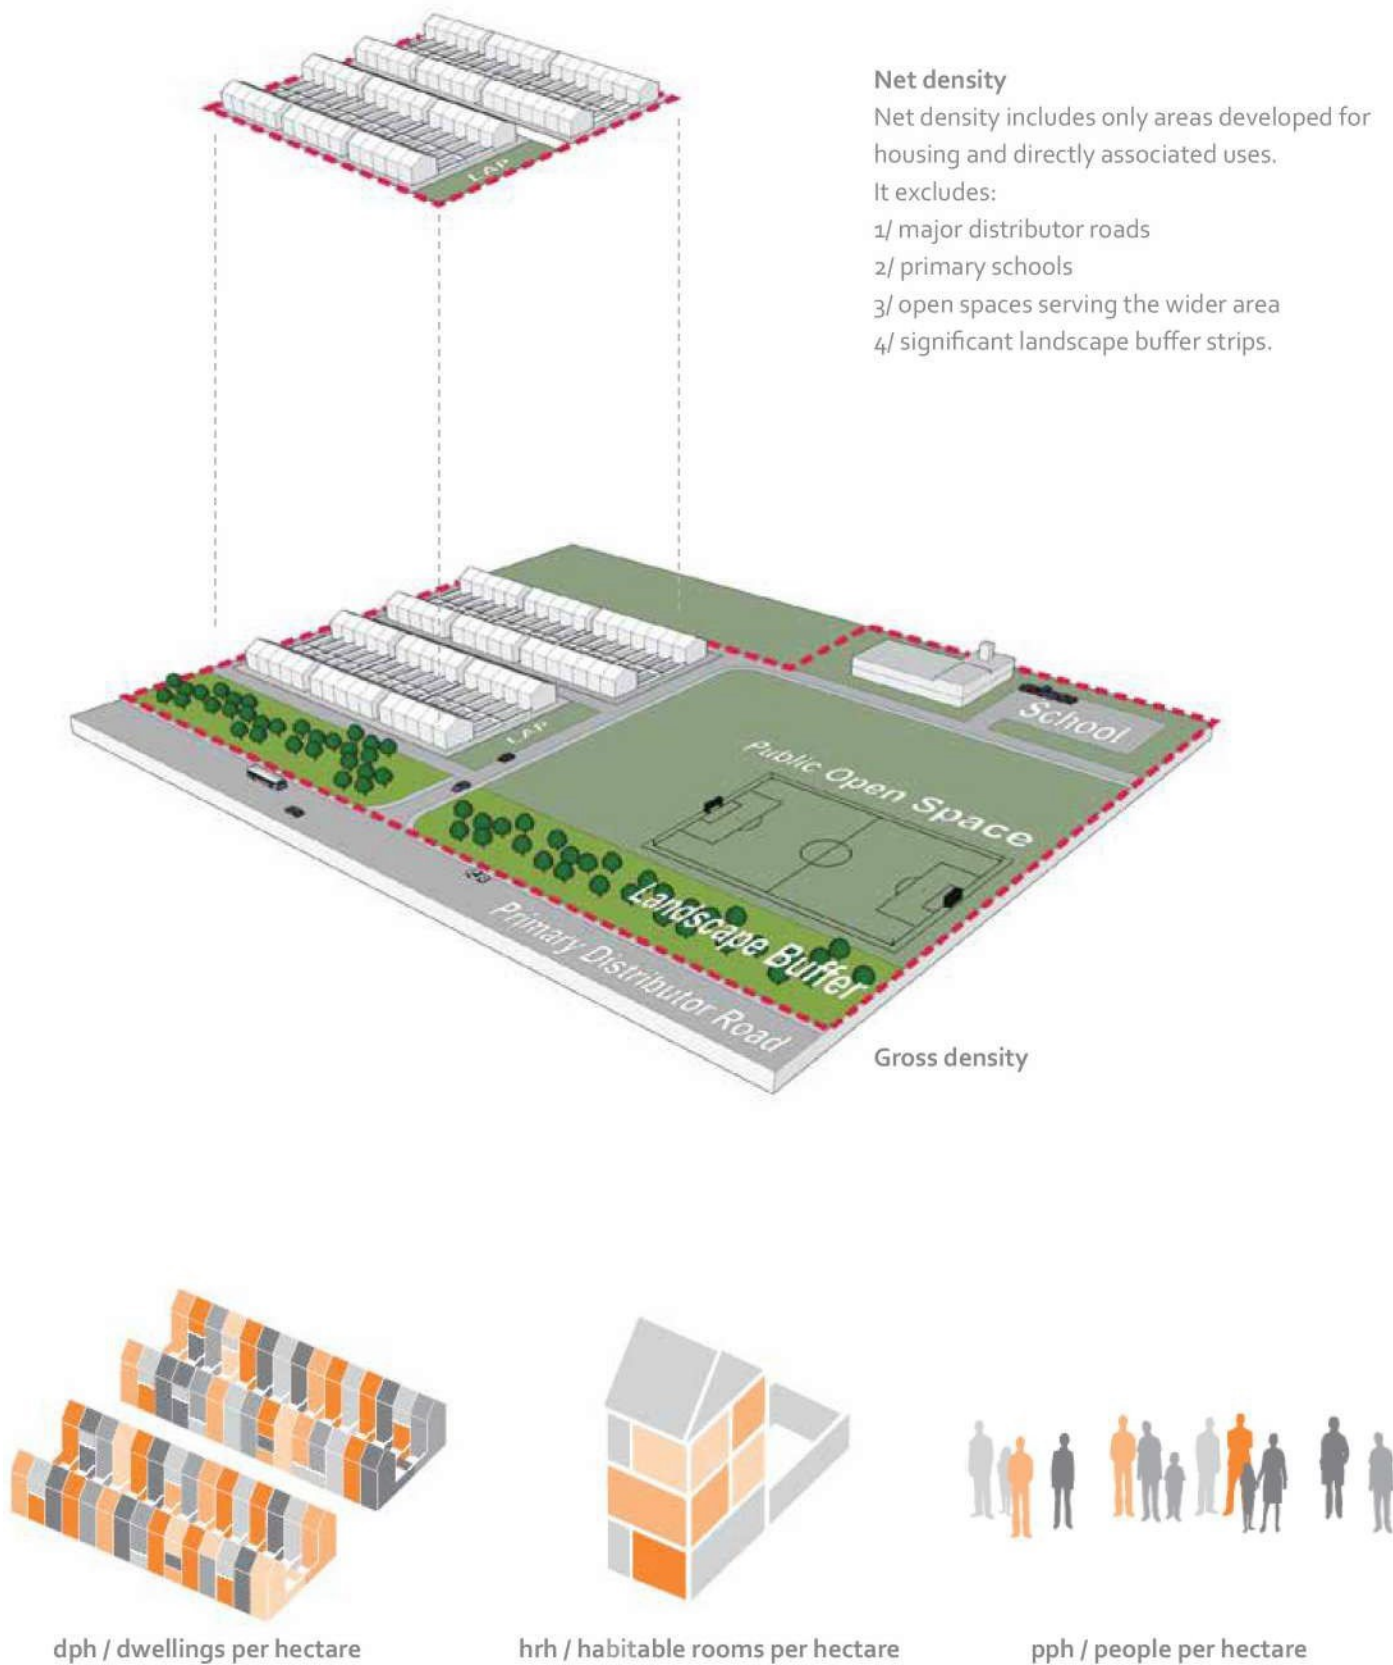 Net density
Net density includes only areas developed for
housing and directly associated uses.
It excludes:
1/ major distributor roads
2/ primary schools
3/ open spaces serving the wider area
4/ significant landscape buffer strips.
LAP
School
LAP
Public Open Space
Landscape Buffer
Primary Distributor Road
Gross density
dph / dwellings per hectare
hrh / habitable rooms per hectare
pph / people per hectare